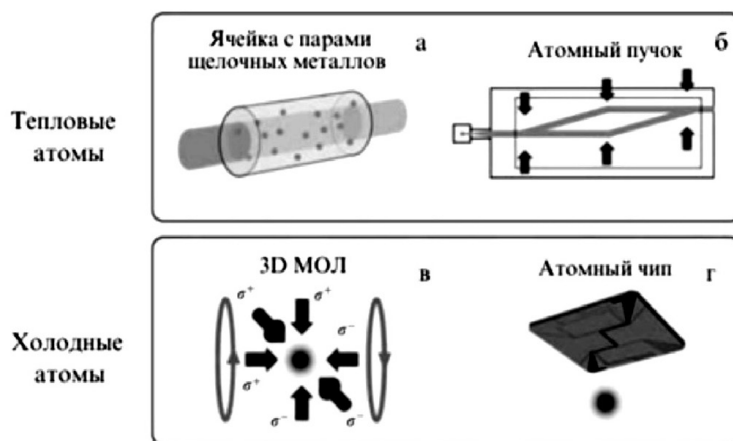 Ячейка с парами
щелочных металлов
а
Атомный пучок
б
Тепловые
атомы
3D МОЛ
в
Атомный чип
г
Холодные
атомы
σ⁺
σ⁺
σ⁻
σ⁺
σ⁻
σ⁻